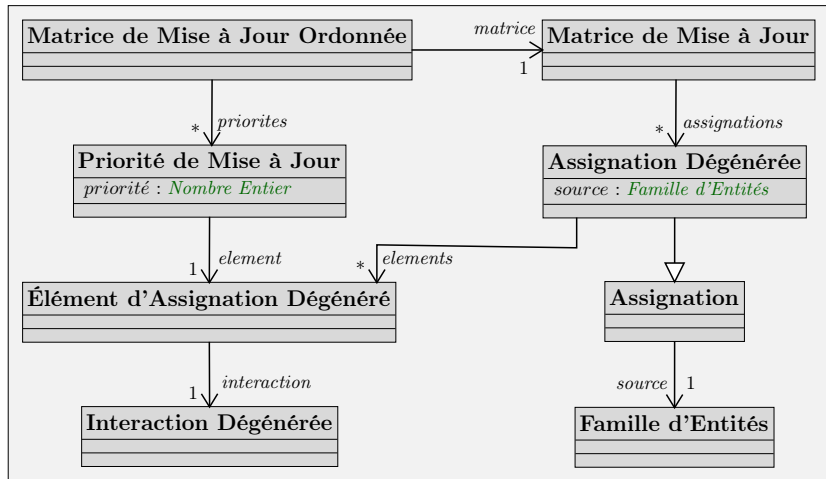 Matrice de Mise à Jour Ordonnée
matrice
1
Matrice de Mise à Jour
* priorites
* assignations
Priorité de Mise à Jour
priorité : Nombre Entier
Assignation Dégénérée
source : Famille d'Entités
1 element
* elements
Élément d'Assignation Dégénéré
Assignation
1 interaction
source 1
Interaction Dégénérée
Famille d'Entités